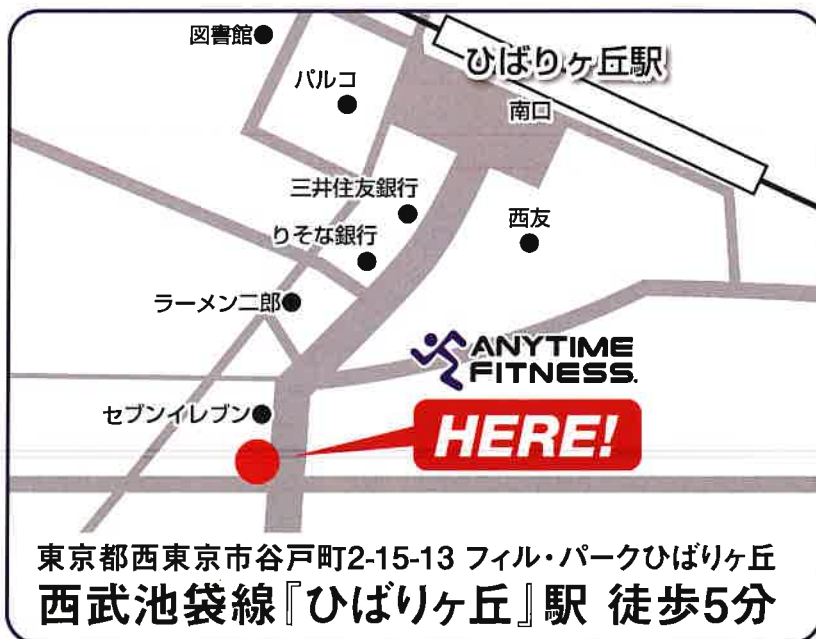 図書館
ひばりヶ丘駅
パルコ
南口
三井住友銀行
西友
りそな銀行
ラーメン二郎
ANYTIME
FITNESS.
セブンイレブン
HERE!
東京都西東京市谷戸町2-15-13 フィル・パークひばりヶ丘
西武池袋線『ひばりヶ丘』駅 徒歩5分